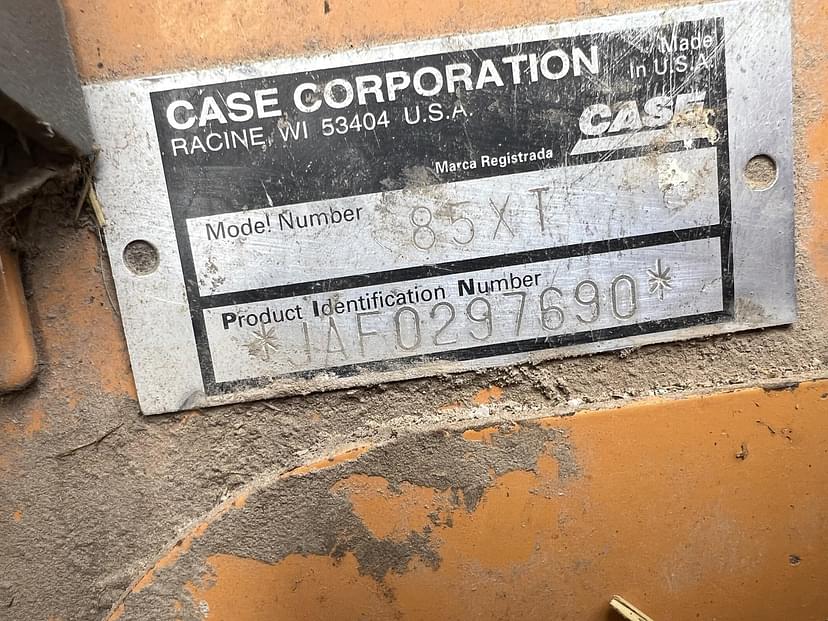 CASE CORPORATION
RACINE, WI 53404 U.S.A.
Made
In U.S.A.
CASE
Marca Registrada
Model Number 85XT
Product Identification Number
*JAF0297690*